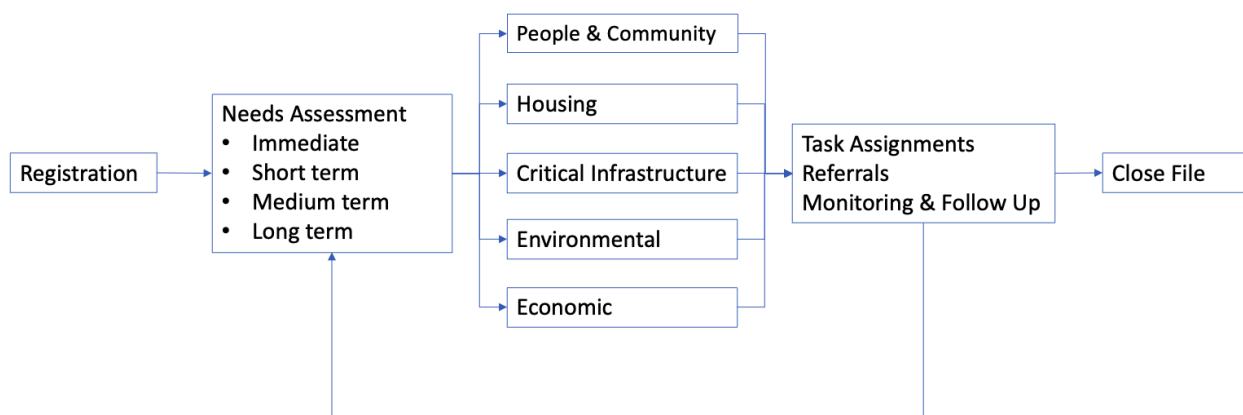 Registration
Needs Assessment
• Immediate
• Short term
• Medium term
• Long term
People & Community
Housing
Critical Infrastructure
Environmental
Economic
Task Assignments
Referrals
Monitoring & Follow Up
Close File